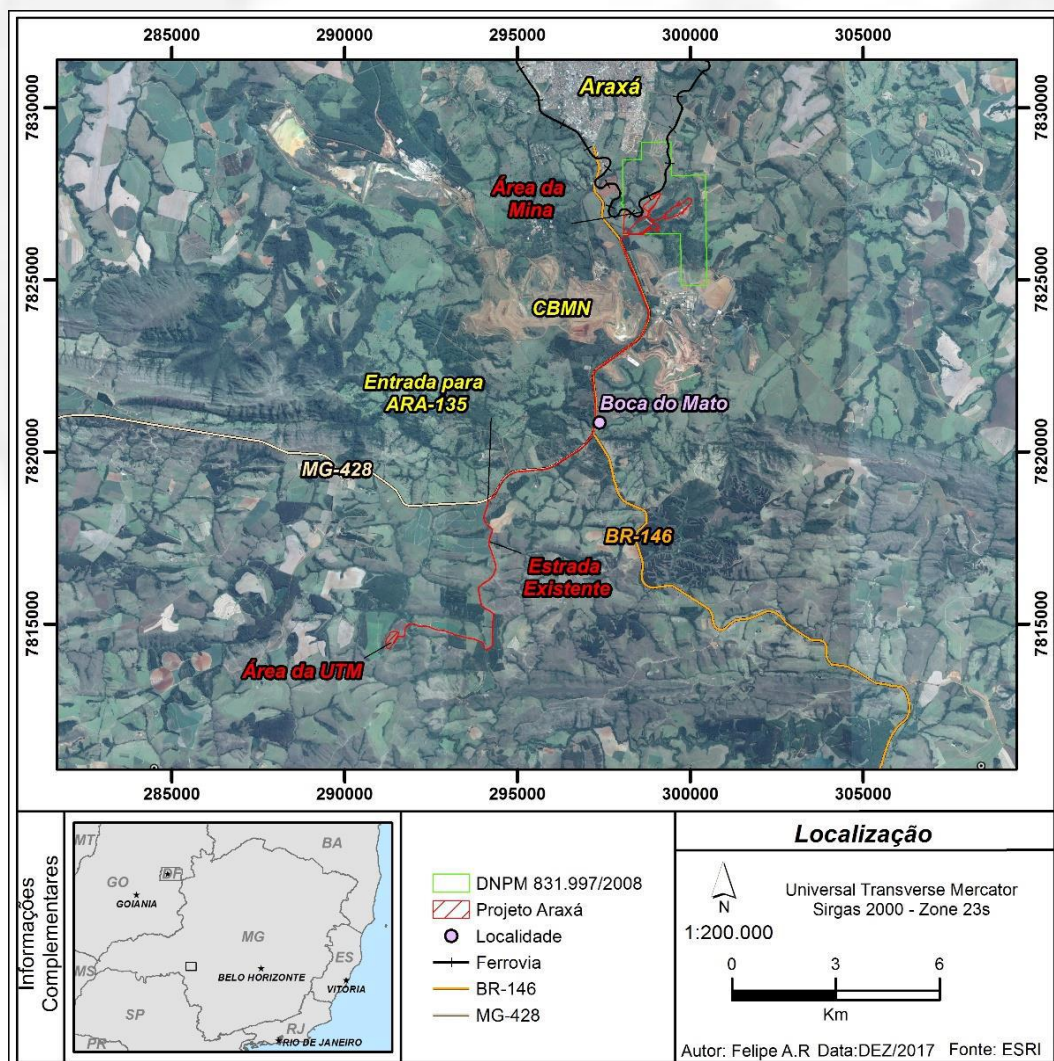 285000
290000
295000
300000
305000
7830000
7830000
Araxá
Área da
Mina
7825000
7825000
CBMN
Entrada para
ARA-135
Boca do Mato
7820000
7820000
MG-428
BR-146
Estrada
Existente
7815000
7815000
Área da UTM
285000
290000
295000
300000
305000
Informações
Complementares
MT
BA
GO
DF
GOIANIA
MG
MS
ES
BELO HORIZONTE
VITÓRIA
SP
RJ
RIO DE JANEIRO
PR
DNPM 831.997/2008
Projeto Araxá
Localidade
Ferrovia
BR-146
MG-428
Localização
N
Universal Transverse Mercator
Sirgas 2000 - Zone 23s
1:200.000
0 3 6
Km
Autor: Felipe A.R Data:DEZ/2017 Fonte: ESRI